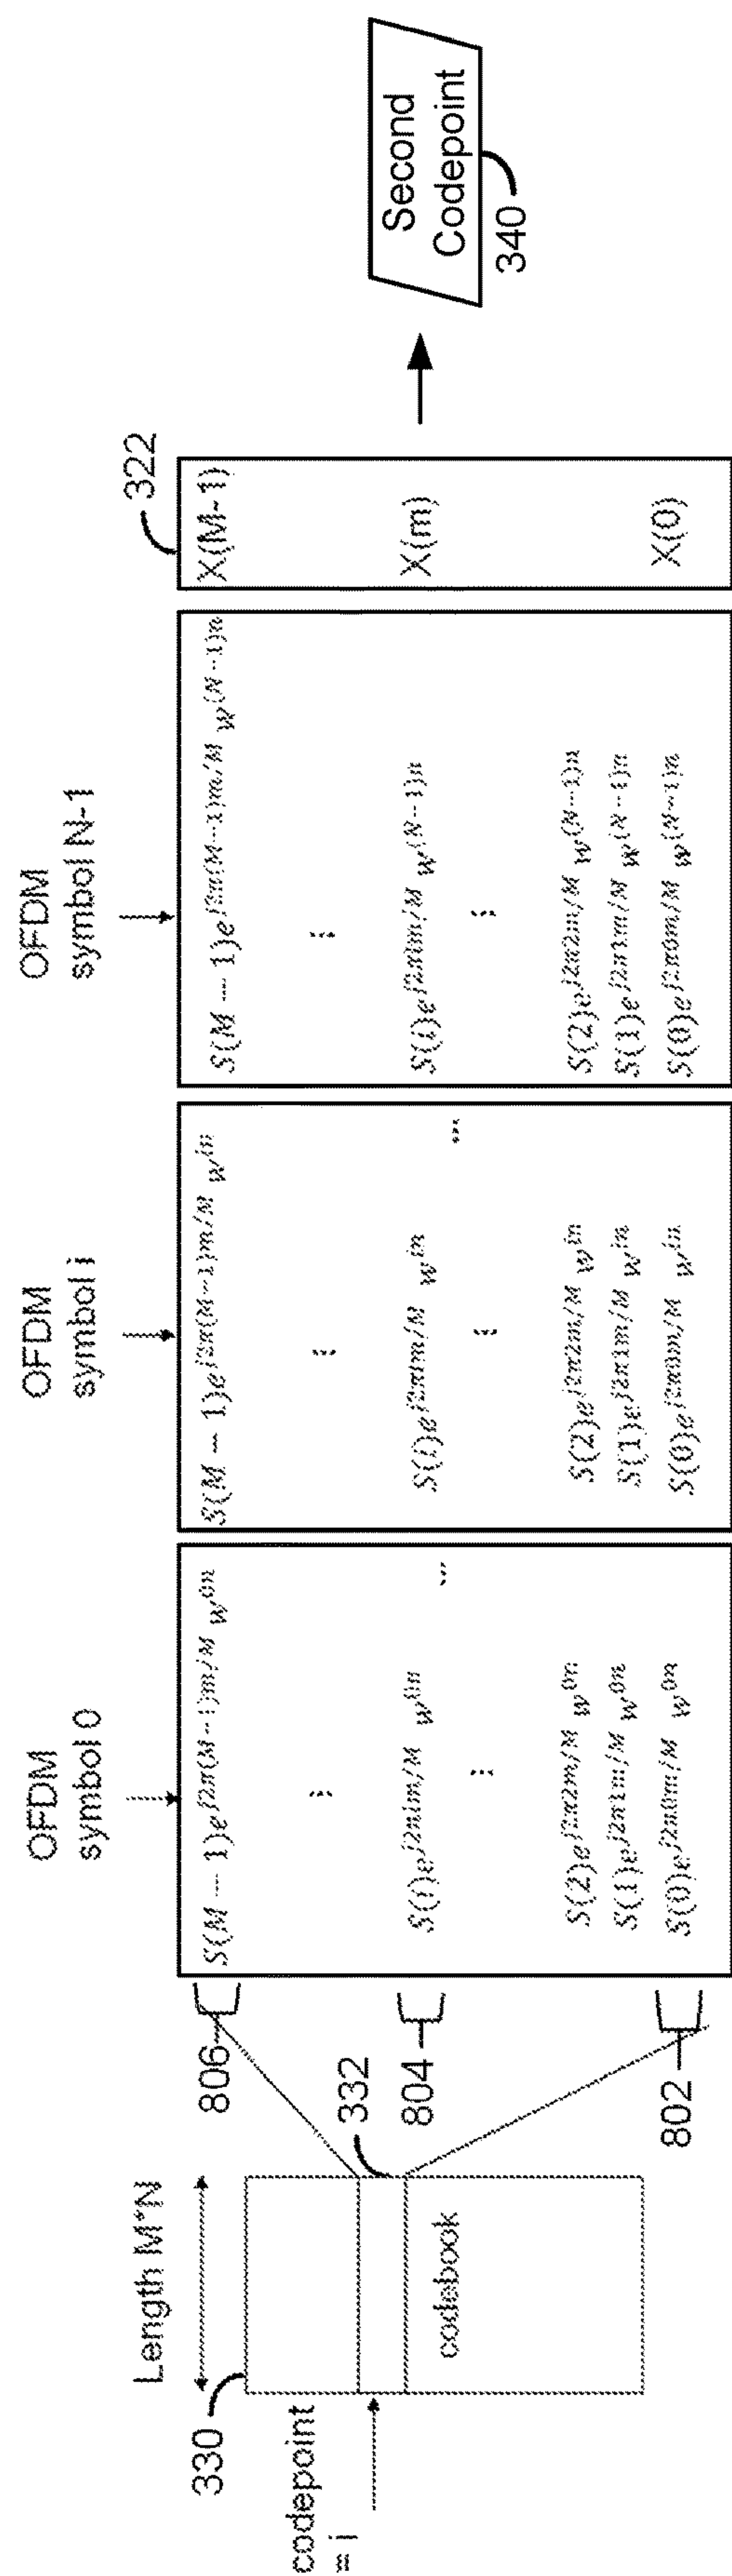 codepoint
= i
330
Length M*N
codebook
332
806
804
802
OFDM
symbol 0
S(M − 1)e^{j2π(M−1)m/M} w^{0n}
⋮
S(i)e^{j2πim/M} w^{0n}
⋮
S(2)e^{j2π2m/M} w^{0n}
S(1)e^{j2π1m/M} w^{0n}
S(0)e^{j2π0m/M} w^{0n}
...
OFDM
symbol i
S(M − 1)e^{j2π(M−1)m/M} w^{in}
⋮
S(i)e^{j2πim/M} w^{in}
⋮
S(2)e^{j2π2m/M} w^{in}
S(1)e^{j2π1m/M} w^{in}
S(0)e^{j2π0m/M} w^{in}
...
OFDM
symbol N-1
S(M − 1)e^{j2π(M−1)m/M} w^{(N−1)n}
⋮
S(i)e^{j2πim/M} w^{(N−1)n}
⋮
S(2)e^{j2π2m/M} w^{(N−1)n}
S(1)e^{j2π1m/M} w^{(N−1)n}
S(0)e^{j2π0m/M} w^{(N−1)n}
322
X(M-1)
X(m)
X(0)
Second
Codepoint
340